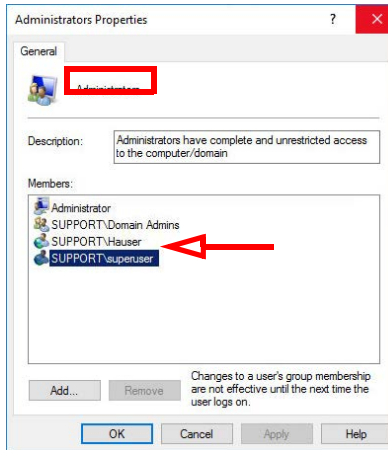 Administrators Properties
?
General
Administrators
Description:
Administrators have complete and unrestricted access
to the computer/domain
Members:
Administrator
SUPPORT\Domain Admins
SUPPORT\Hauser
SUPPORT\superuser
Add...
Remove
Changes to a user's group membership
are not effective until the next time the
user logs on.
OK
Cancel
Apply
Help